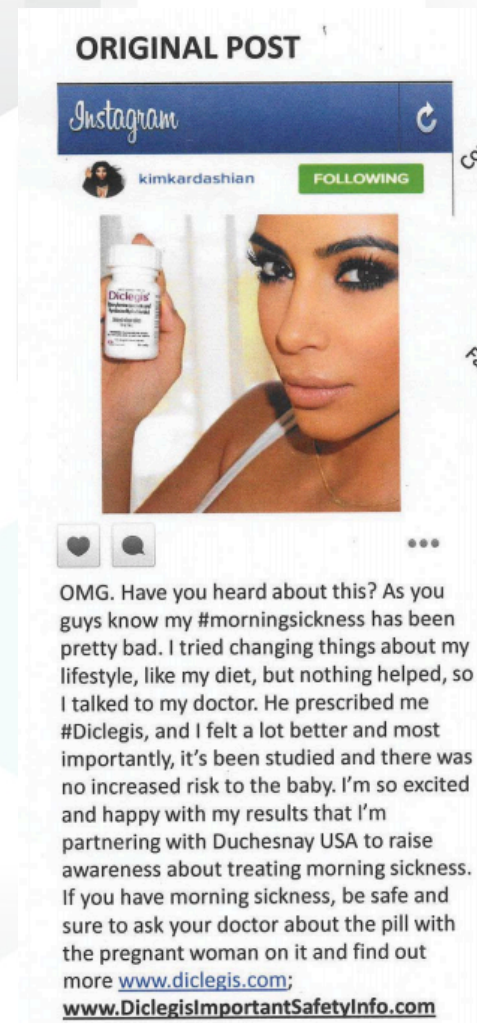 ORIGINAL POST
Instagram
kimkardashian
FOLLOWING
Diclegis
OMG. Have you heard about this? As you
guys know my #morningsickness has been
pretty bad. I tried changing things about my
lifestyle, like my diet, but nothing helped, so
I talked to my doctor. He prescribed me
#Diclegis, and I felt a lot better and most
importantly, it’s been studied and there was
no increased risk to the baby. I’m so excited
and happy with my results that I’m
partnering with Duchesnay USA to raise
awareness about treating morning sickness.
If you have morning sickness, be safe and
sure to ask your doctor about the pill with
the pregnant woman on it and find out
more www.diclegis.com;
www.DiclegisImportantSafetyInfo.com